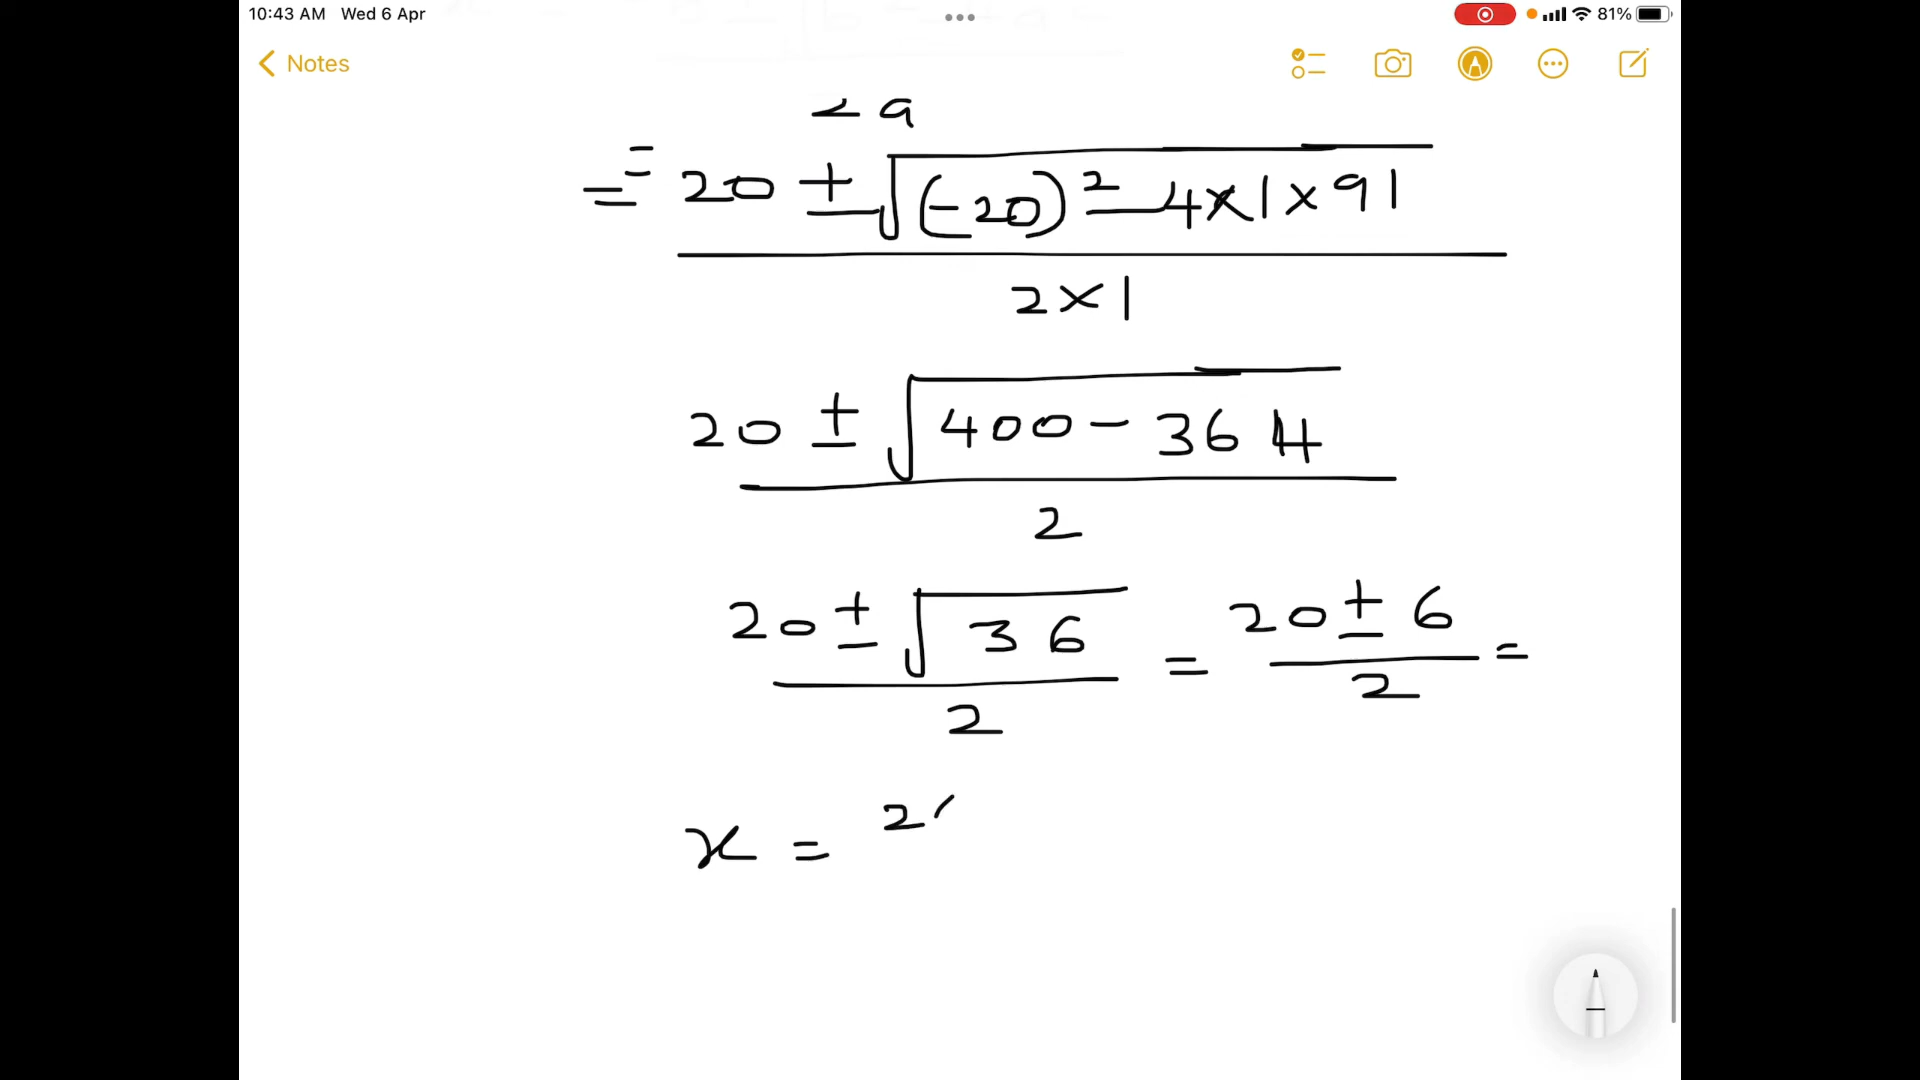 10:43 AM Wed 6 Apr 81%
Notes
2a
= = 20 ± √(-20)² - 4×1×91
2×1
20 ± √400 - 364
2
20 ± √36 = 20 ± 6 =
2 2
x = 2